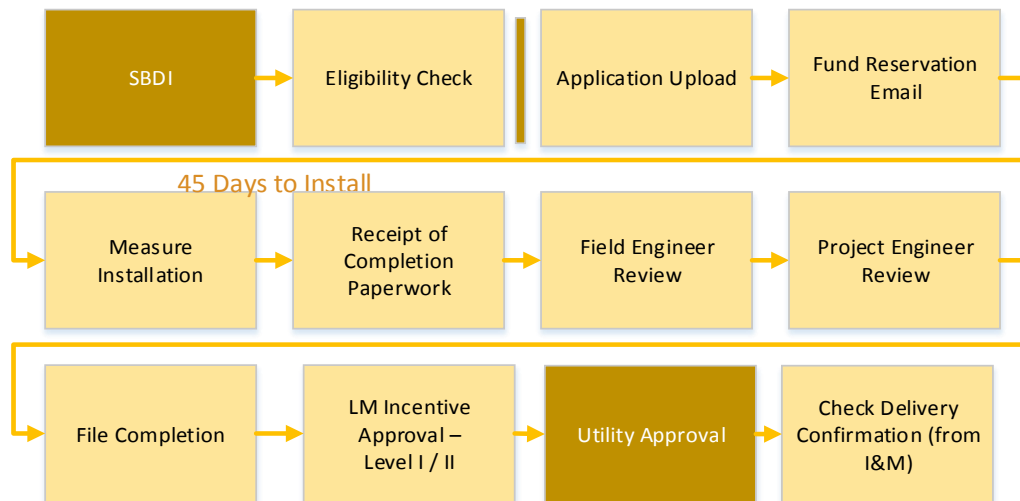 SBDI
Eligibility Check
Application Upload
Fund Reservation
Email
45 Days to Install
Measure
Installation
Receipt of
Completion
Paperwork
Field Engineer
Review
Project Engineer
Review
File Completion
LM Incentive
Approval –
Level I / II
Utility Approval
Check Delivery
Confirmation (from
I&M)